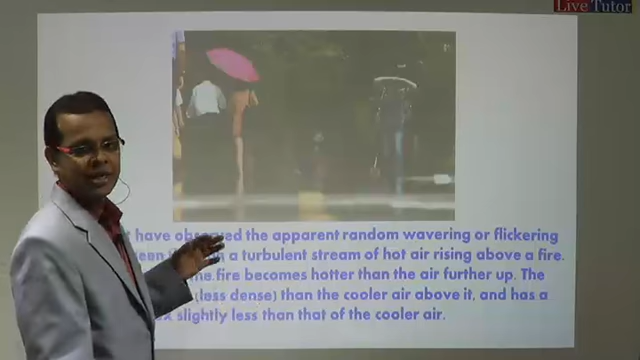 Live Tutor
t have observed the apparent random wavering or flickering
een in a turbulent stream of hot air rising above a fire.
the fire becomes hotter than the air further up. The
(less dense) than the cooler air above it, and has a
x slightly less than that of the cooler air.